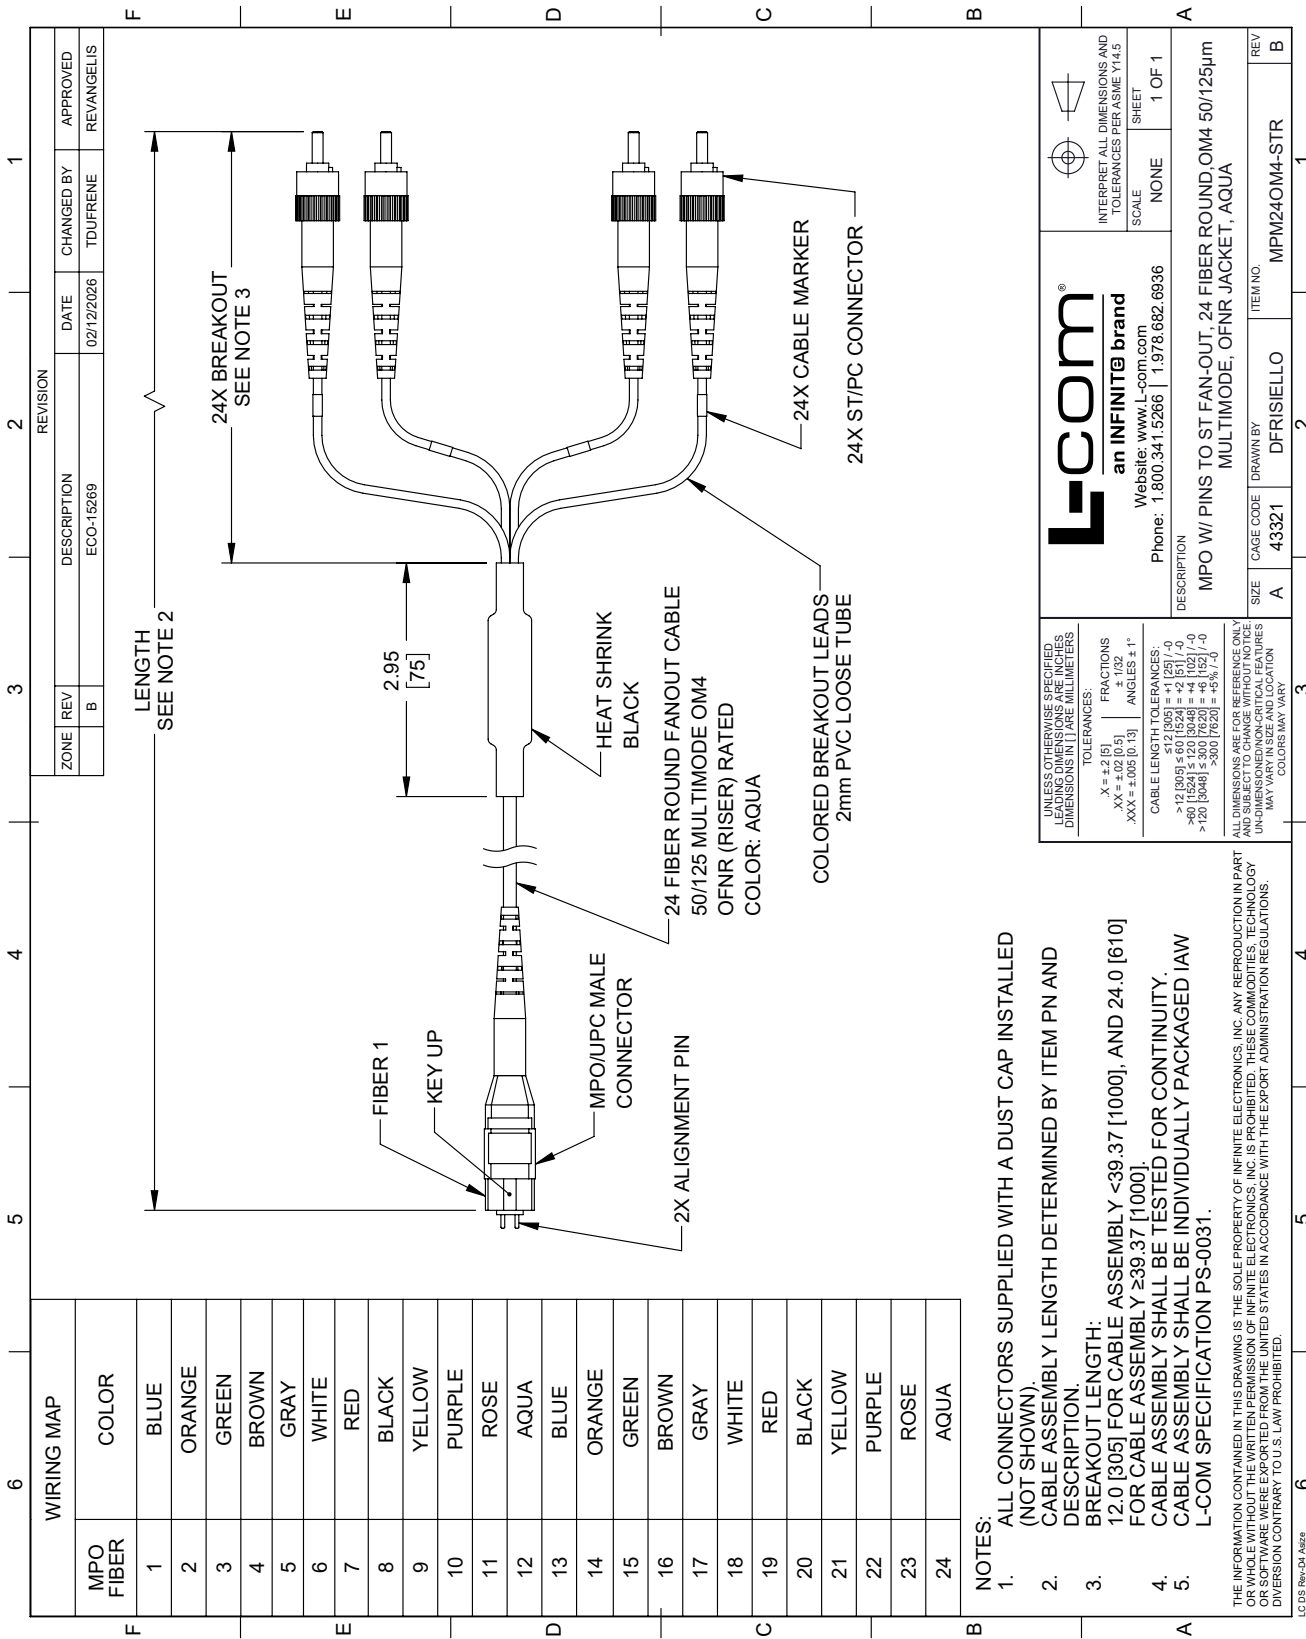 6
5
4
3
2
1
F
E
D
C
B
A
WIRING MAP
MPO FIBER
COLOR
1 BLUE
2 ORANGE
3 GREEN
4 BROWN
5 GRAY
6 WHITE
7 RED
8 BLACK
9 YELLOW
10 PURPLE
11 ROSE
12 AQUA
13 BLUE
14 ORANGE
15 GREEN
16 BROWN
17 GRAY
18 WHITE
19 RED
20 BLACK
21 YELLOW
22 PURPLE
23 ROSE
24 AQUA
REVISION
ZONE REV DESCRIPTION DATE CHANGED BY APPROVED
B ECO-15269 02/12/2026 TDUFRENE REVANGELIS
LENGTH
SEE NOTE 2
24X BREAKOUT
SEE NOTE 3
2.95
[75]
FIBER 1
KEY UP
MPO/UPC MALE
CONNECTOR
2X ALIGNMENT PIN
HEAT SHRINK
BLACK
24 FIBER ROUND FANOUT CABLE
50/125 MULTIMODE OM4
OFNR (RISER) RATED
COLOR: AQUA
COLORED BREAKOUT LEADS
2mm PVC LOOSE TUBE
24X CABLE MARKER
24X ST/PC CONNECTOR
NOTES:
1. ALL CONNECTORS SUPPLIED WITH A DUST CAP INSTALLED
(NOT SHOWN).
2. CABLE ASSEMBLY LENGTH DETERMINED BY ITEM PN AND
DESCRIPTION.
3. BREAKOUT LENGTH:
12.0 [305] FOR CABLE ASSEMBLY <39.37 [1000], AND 24.0 [610]
FOR CABLE ASSEMBLY ≥39.37 [1000].
4. CABLE ASSEMBLY SHALL BE TESTED FOR CONTINUITY.
5. CABLE ASSEMBLY SHALL BE INDIVIDUALLY PACKAGED IAW
L-COM SPECIFICATION PS-0031.
THE INFORMATION CONTAINED IN THIS DRAWING IS THE SOLE PROPERTY OF INFINITE ELECTRONICS, INC. ANY REPRODUCTION IN PART
OR WHOLE WITHOUT THE WRITTEN PERMISSION OF INFINITE ELECTRONICS, INC. IS PROHIBITED. THESE COMMODITIES, TECHNOLOGY
OR SOFTWARE WERE EXPORTED FROM THE UNITED STATES IN ACCORDANCE WITH THE EXPORT ADMINISTRATION REGULATIONS.
DIVERSION CONTRARY TO U.S. LAW PROHIBITED.
UNLESS OTHERWISE SPECIFIED
LEADING DIMENSIONS ARE INCHES
DIMENSIONS IN [ ] ARE MILLIMETERS
TOLERANCES:
.X = ±.2 [5] FRACTIONS
.XX = ±.02 [0.5] ± 1/32
.XXX = ±.005 [0.13] ANGLES ± 1°
CABLE LENGTH TOLERANCES:
≤12 [305] = +1 [25] / -0
>12 [305] ≤ 60 [1524] = +2 [51] / -0
>60 [1524] ≤ 120 [3048] = +4 [102] / -0
>120 [3048] ≤ 300 [7620] = +6 [152] / -0
>300 [7620] = +5% / -0
ALL DIMENSIONS ARE FOR REFERENCE ONLY
AND SUBJECT TO CHANGE WITHOUT NOTICE.
UN-DIMENSIONED/NON-CRITICAL FEATURES
MAY VARY IN SIZE AND LOCATION
COLORS MAY VARY
L-com®
an INFINIT@ brand
Website: www.L-com.com
Phone: 1.800.341.5266 | 1.978.682.6936
INTERPRET ALL DIMENSIONS AND
TOLERANCES PER ASME Y14.5
SCALE NONE
SHEET 1 OF 1
DESCRIPTION
MPO W/ PINS TO ST FAN-OUT, 24 FIBER ROUND,OM4 50/125µm
MULTIMODE, OFNR JACKET, AQUA
SIZE A
CAGE CODE 43321
DRAWN BY DFRISIELLO
ITEM NO. MPM24OM4-STR
REV B
6
5
4
3
2
1
F
E
D
C
B
A
LC DS Rev-D4 Asize